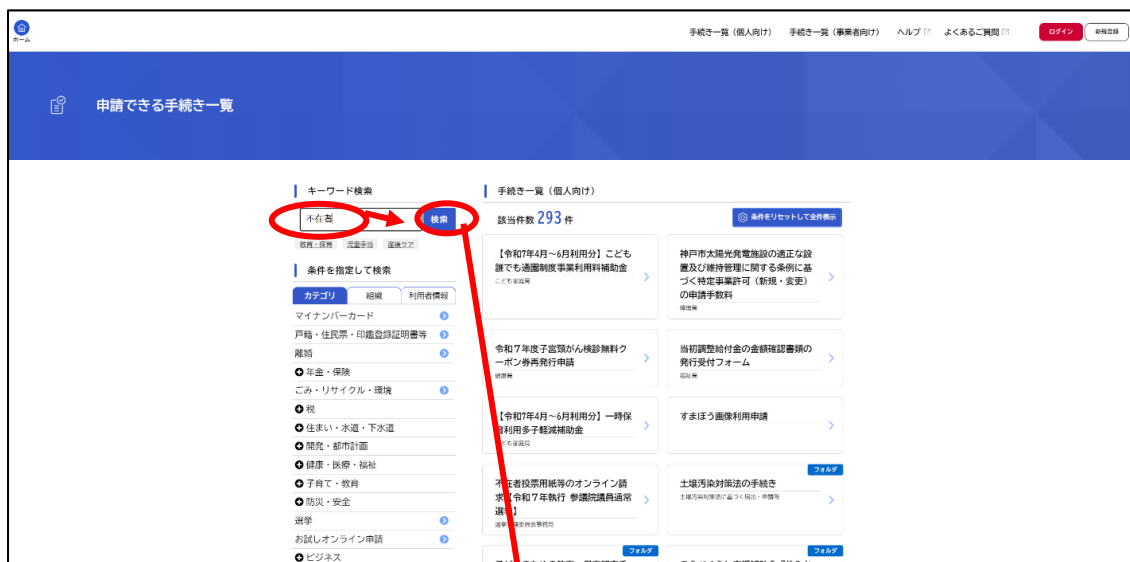 ホーム
手続き一覧（個人向け） 手続き一覧（事業者向け） ヘルプ よくあるご質問 ログイン 新規登録
申請できる手続き一覧
キーワード検索
不在者 検索
教育・保育 児童手当 産後ケア
条件を指定して検索
カテゴリ 組織 利用者情報
マイナンバーカード
戸籍・住民票・印鑑登録証明書等
離婚
年金・保険
ごみ・リサイクル・環境
税
住まい・水道・下水道
開発・都市計画
健康・医療・福祉
子育て・教育
防災・安全
選挙
お試しオンライン申請
ビジネス
手続き一覧（個人向け）
該当件数 293 件 条件をリセットして全件表示
【令和7年4月～6月利用分】こども
誰でも通園制度事業利用料補助金
こども家庭局
神戸市太陽光発電施設の適正な設
置及び維持管理に関する条例に基
づく特定事業許可（新規・変更）
の申請手数料
環境局
令和７年度子宮頸がん検診無料ク
ーポン券再発行申請
健康局
当初調整給付金の金額確認書類の
発行受付フォーム
福祉局
【令和7年4月～6月利用分】一時保
育利用多子軽減補助金
こども家庭局
すまぼう画像利用申請
不在者投票用紙等のオンライン請
求【令和７年執行 参議院議員通常
選挙】
選挙管理委員会事務局
フォルダ
土壌汚染対策法の手続き
土壌汚染対策法に基づく届出・申請等
フォルダ
フォルダ